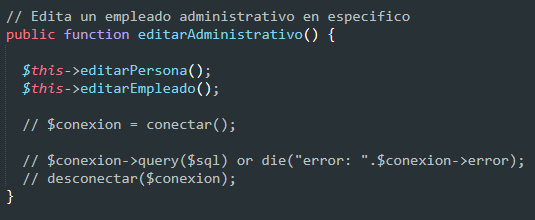 // Edita un empleado administrativo en especifico
public function editarAdministrativo() {
$this->editarPersona();
$this->editarEmpleado();
// $conexion = conectar();
// $conexion->query($sql) or die("error: ".$conexion->error);
// desconectar($conexion);
}